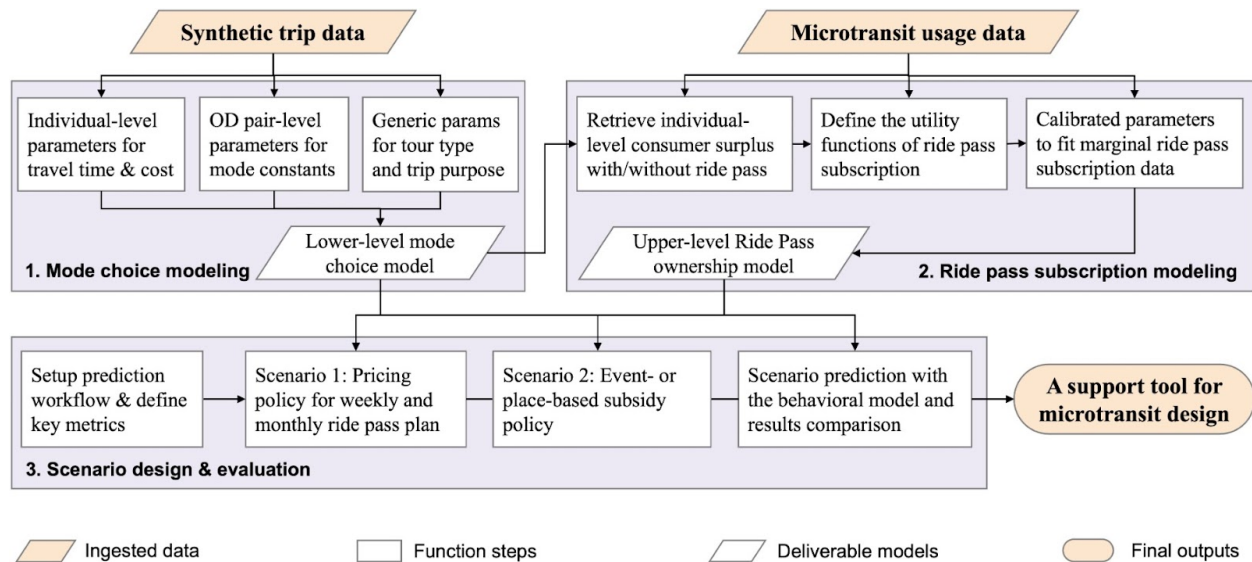 Synthetic trip data
Microtransit usage data
Individual-level
parameters for
travel time & cost
OD pair-level
parameters for
mode constants
Generic params
for tour type
and trip purpose
Lower-level mode
choice model
1. Mode choice modeling
Retrieve individual-
level consumer surplus
with/without ride pass
Define the utility
functions of ride pass
subscription
Calibrated parameters
to fit marginal ride pass
subscription data
Upper-level Ride Pass
ownership model
2. Ride pass subscription modeling
Setup prediction
workflow & define
key metrics
Scenario 1: Pricing
policy for weekly and
monthly ride pass plan
Scenario 2: Event- or
place-based subsidy
policy
Scenario prediction with
the behavioral model and
results comparison
3. Scenario design & evaluation
A support tool for
microtransit design
Ingested data
Function steps
Deliverable models
Final outputs